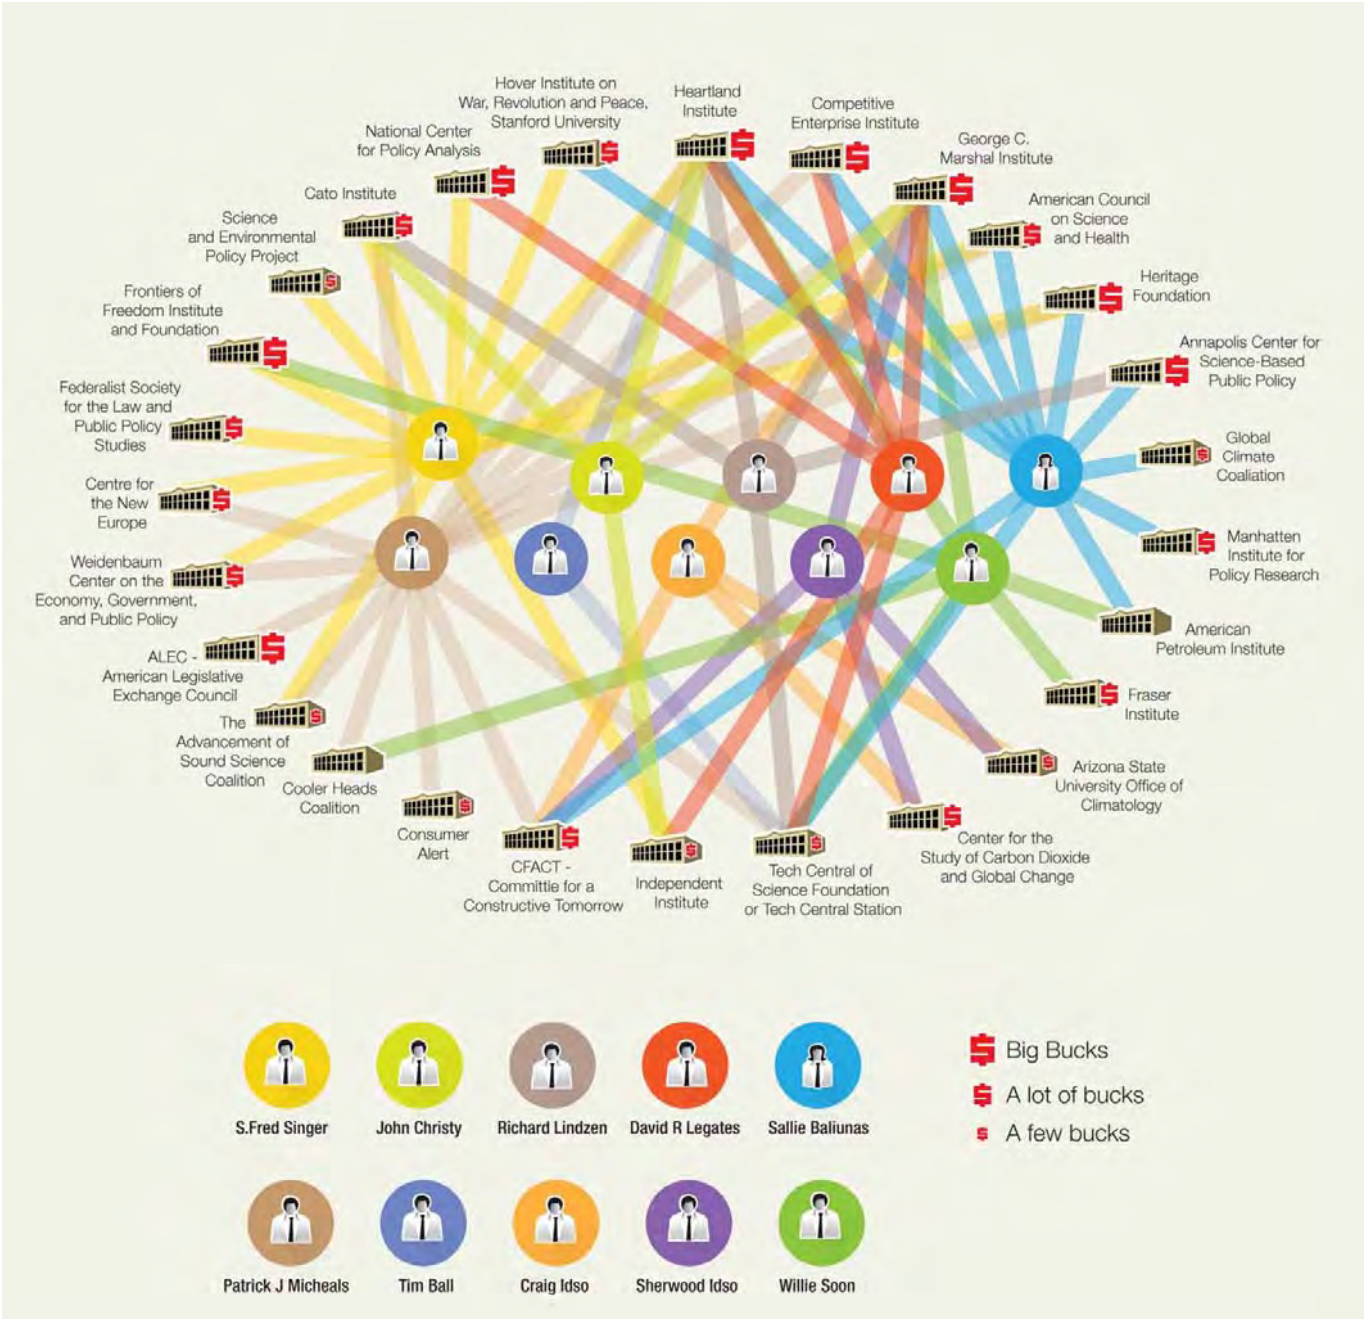 Hover Institute on
War, Revolution and Peace,
Stanford University
Heartland
Institute
Competitive
Enterprise Institute
National Center
for Policy Analysis
George C.
Marshal Institute
Cato Institute
American Council
on Science
and Health
Science
and Environmental
Policy Project
Heritage
Foundation
Frontiers of
Freedom Institute
and Foundation
Annapolis Center for
Science-Based
Public Policy
Federalist Society
for the Law and
Public Policy
Studies
Global
Climate
Coaliation
Centre for
the New
Europe
Manhatten
Institute for
Policy Research
Weidenbaum
Center on the
Economy, Government,
and Public Policy
American
Petroleum Institute
ALEC -
American Legislative
Exchange Council
Fraser
Institute
The
Advancement of
Sound Science
Coalition
Arizona State
University Office of
Climatology
Cooler Heads
Coalition
Consumer
Alert
Center for the
Study of Carbon Dioxide
and Global Change
CFACT -
Committie for a
Constructive Tomorrow
Independent
Institute
Tech Central of
Science Foundation
or Tech Central Station
S.Fred Singer
John Christy
Richard Lindzen
David R Legates
Sallie Baliunas
Patrick J Micheals
Tim Ball
Craig Idso
Sherwood Idso
Willie Soon
$ Big Bucks
$ A lot of bucks
$ A few bucks